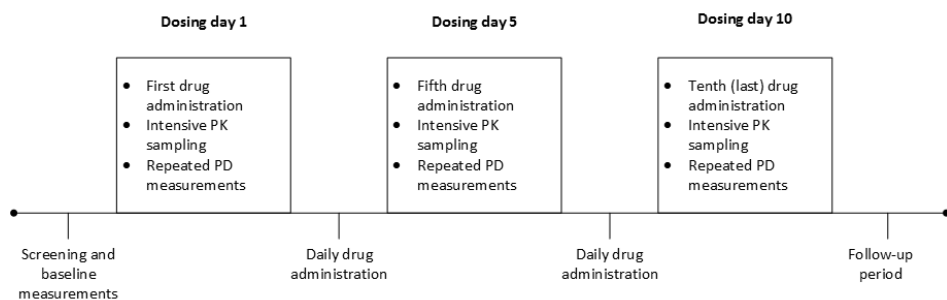 Dosing day 1
Dosing day 5
Dosing day 10
• First drug
administration
• Intensive PK
sampling
• Repeated PD
measurements
• Fifth drug
administration
• Intensive PK
sampling
• Repeated PD
measurements
• Tenth (last) drug
administration
• Intensive PK
sampling
• Repeated PD
measurements
Screening and
baseline
measurements
Daily drug
administration
Daily drug
administration
Follow-up
period